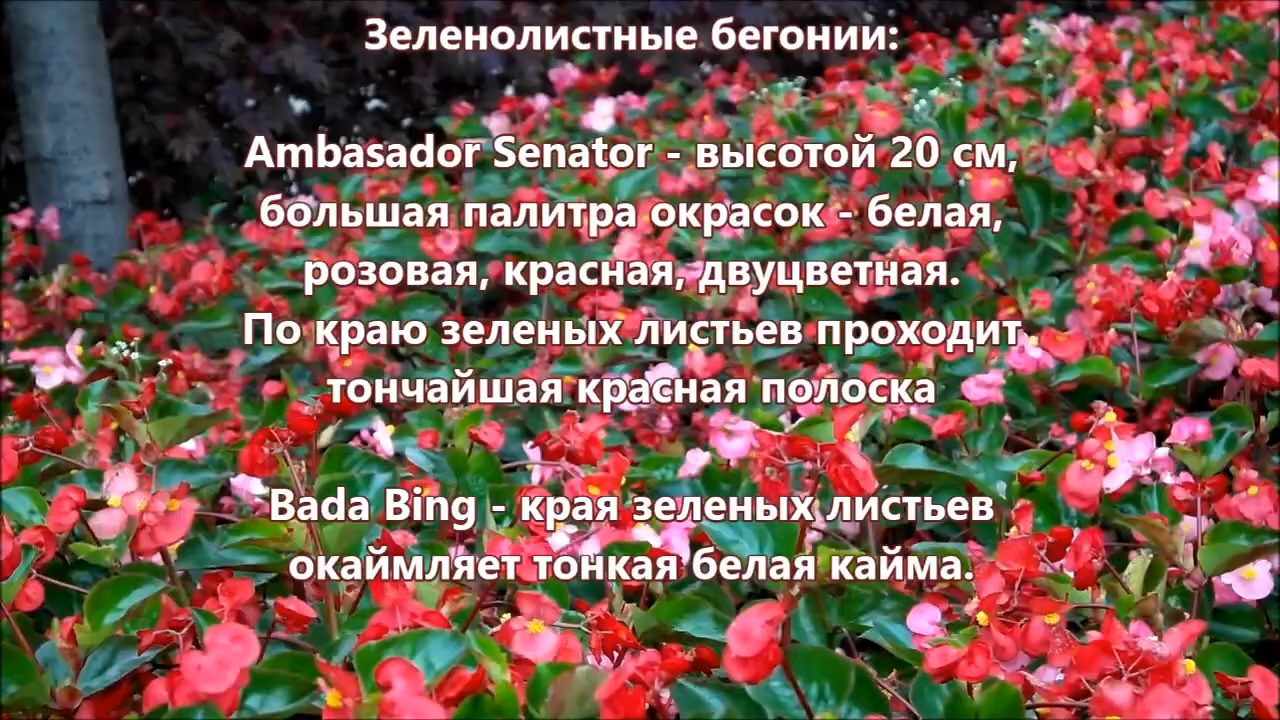 Зеленолистные бегонии:
Ambasador Senator - высотой 20 см,
большая палитра окрасок - белая,
розовая, красная, двуцветная.
По краю зеленых листьев проходит
тончайшая красная полоска
Bada Bing - края зеленых листьев
окаймляет тонкая белая кайма.